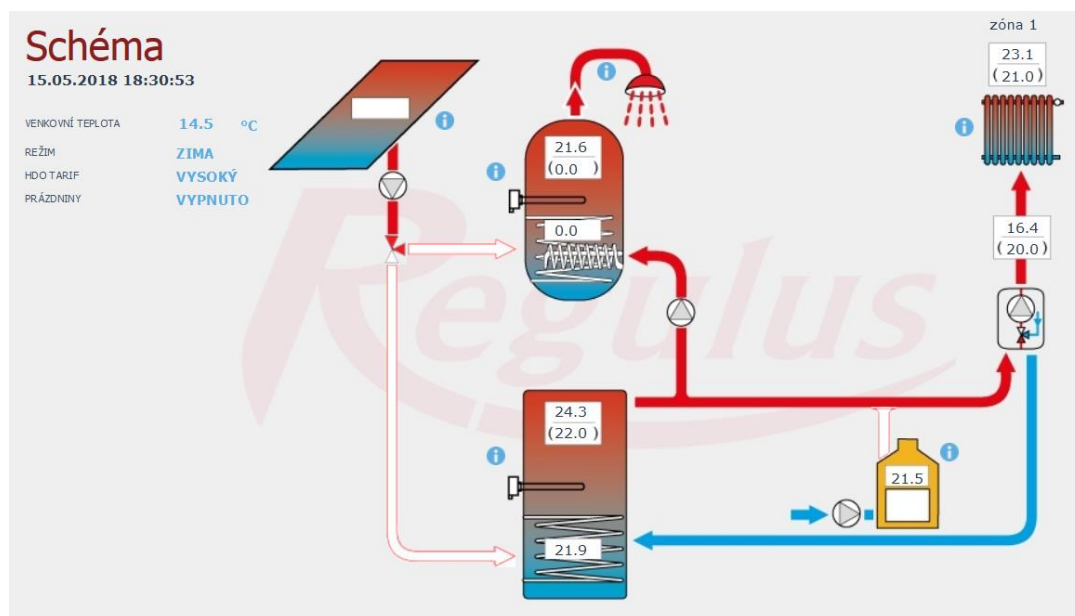 Schéma
15.05.2018 18:30:53
VENKOVNÍ TEPLOTA 14.5 °C
REŽIM ZIMA
HDO TARIF VYSOKÝ
PRÁZDNINY VYPNUTO
zóna 1
23.1
(21.0)
21.6
(0.0 )
0.0
16.4
(20.0)
Regulus
24.3
(22.0 )
21.5
21.9